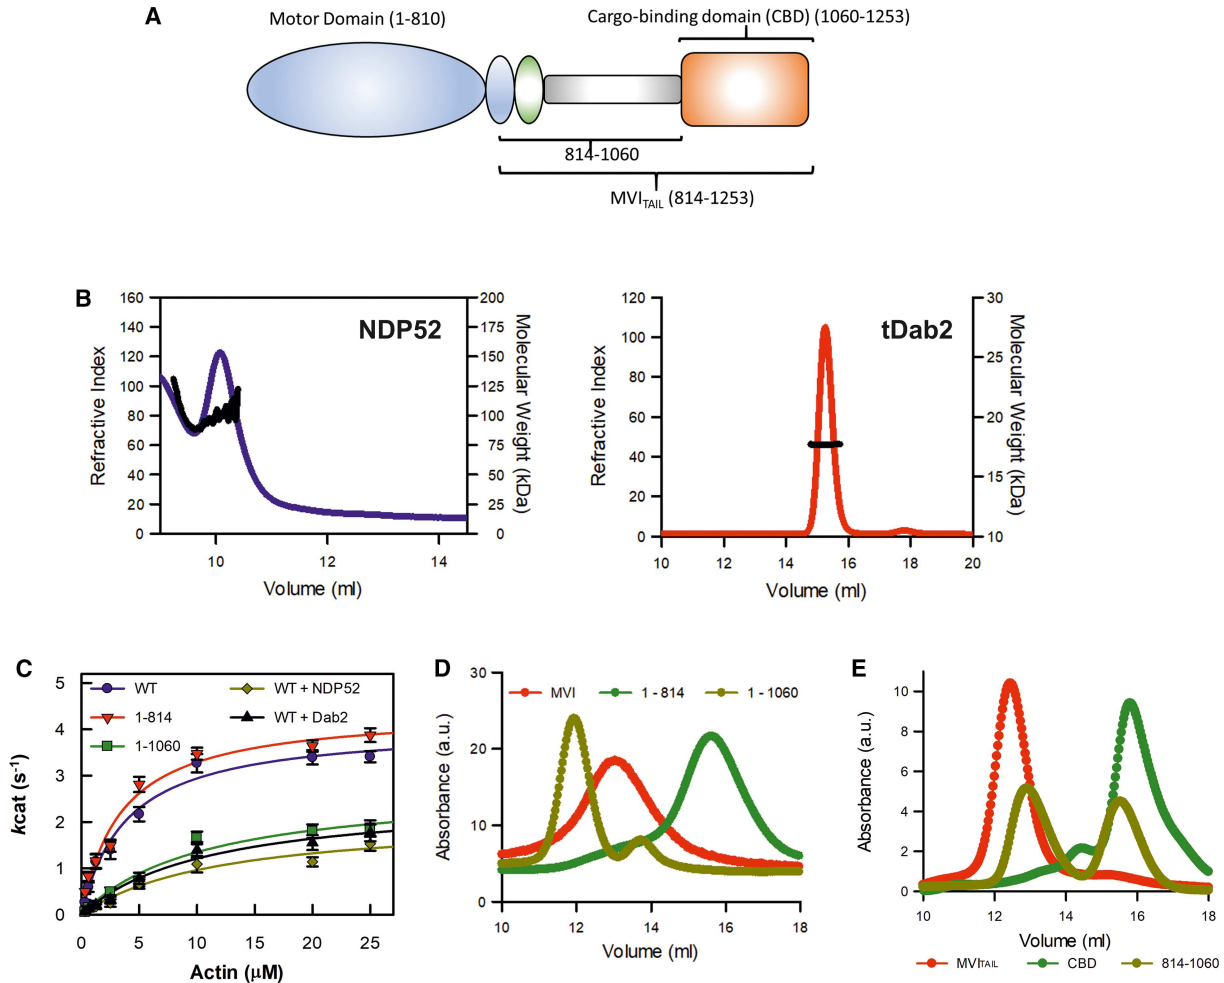 A
Motor Domain (1-810)
Cargo-binding domain (CBD) (1060-1253)
814-1060
MVITAIL (814-1253)
B
NDP52
Refractive Index
160
140
120
100
80
60
40
20
0
Molecular Weight (kDa)
200
175
150
125
100
75
50
25
0
10 12 14
Volume (ml)
tDab2
Refractive Index
120
100
80
60
40
20
0
Molecular Weight (kDa)
30
25
20
15
10
10 12 14 16 18 20
Volume (ml)
C
WT
1-814
1-1060
WT + NDP52
WT + Dab2
kcat (s-1)
5
4
3
2
1
0
0 5 10 15 20 25
Actin (μM)
D
MVI
1 - 814
1 - 1060
Absorbance (a.u.)
30
20
10
0
10 12 14 16 18
Volume (ml)
E
Absorbance (a.u.)
10
8
6
4
2
0
10 12 14 16 18
Volume (ml)
MVITAIL
CBD
814-1060